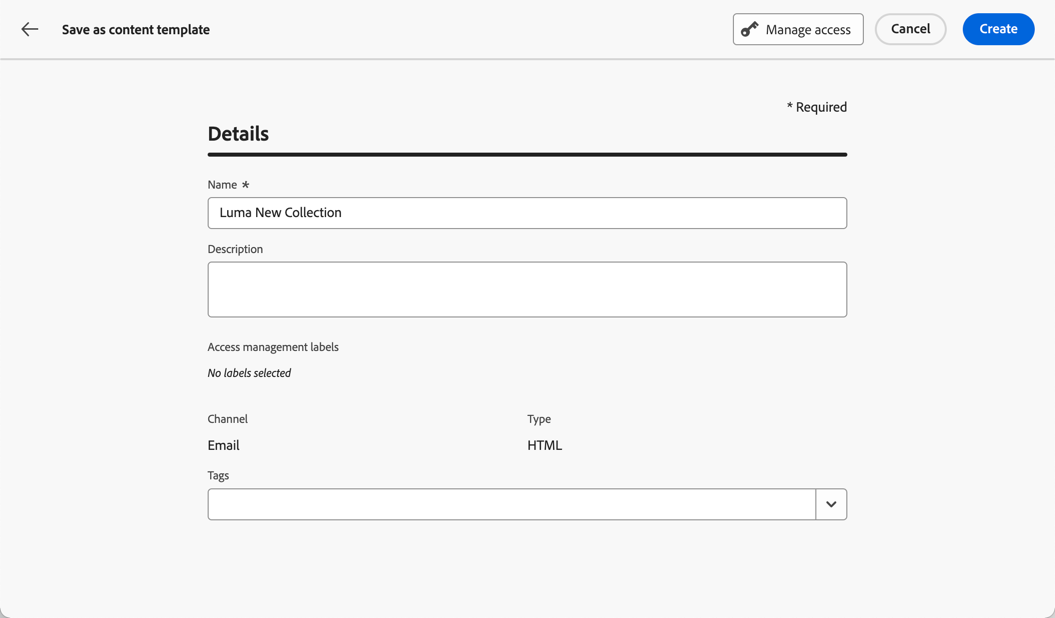 Save as content template
Manage access
Cancel
Create
* Required
Details
Name *
Luma New Collection
Description
Access management labels
No labels selected
Channel
Type
Email
HTML
Tags